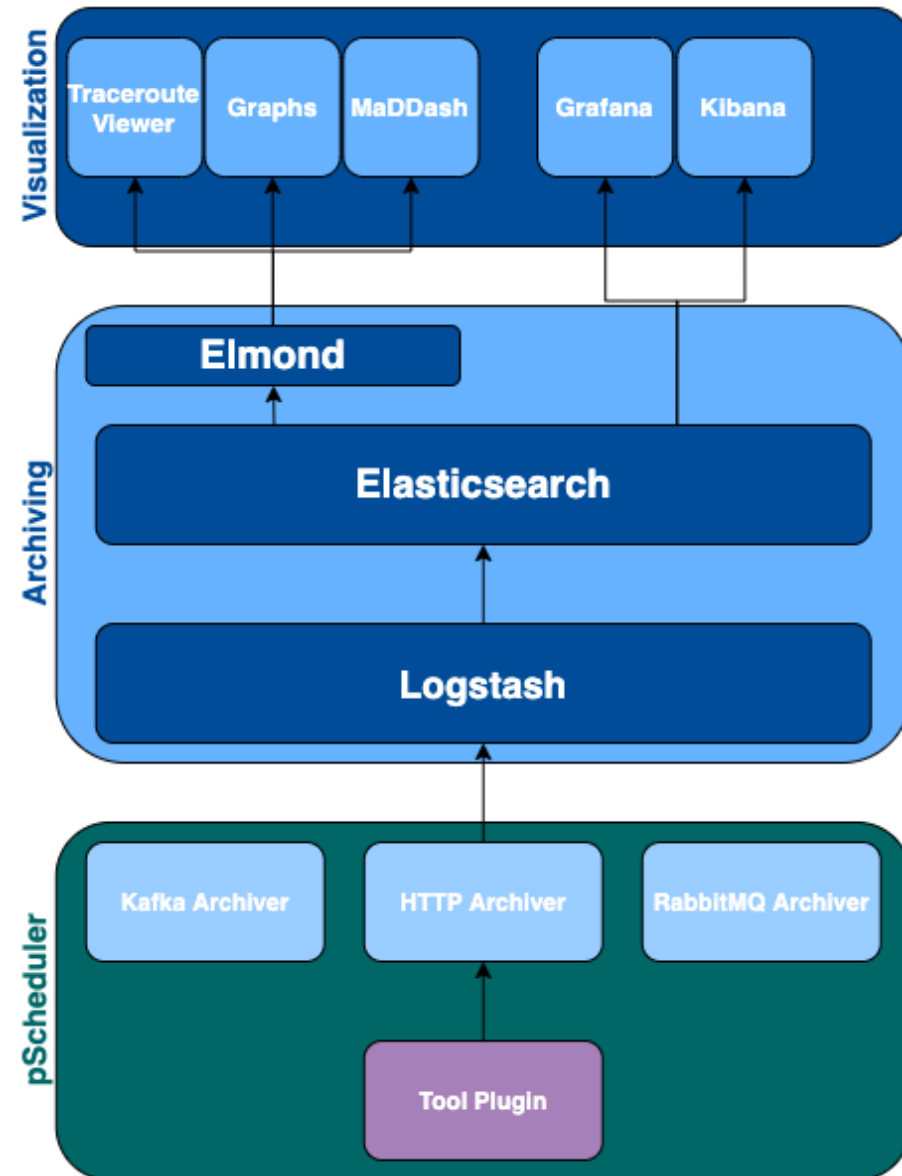 Visualization
Traceroute
Viewer
Graphs
MaDDash
Grafana
Kibana
Archiving
Elmond
Elasticsearch
Logstash
pScheduler
Kafka Archiver
HTTP Archiver
RabbitMQ Archiver
Tool Plugin